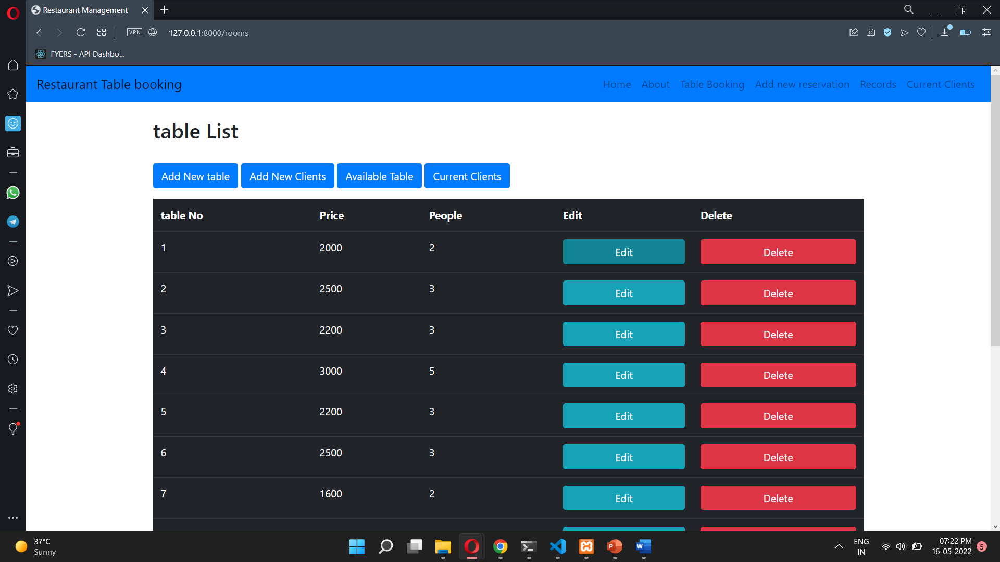 Restaurant Management
VPN
127.0.0.1:8000/rooms
FYERS - API Dashbo...
Restaurant Table booking
Home About Table Booking Add new reservation Records Current Clients
table List
Add New table Add New Clients Available Table Current Clients
table No Price People Edit Delete
1 2000 2 Edit Delete
2 2500 3 Edit Delete
3 2200 3 Edit Delete
4 3000 5 Edit Delete
5 2200 3 Edit Delete
6 2500 3 Edit Delete
7 1600 2 Edit Delete
37°C
Sunny
P
W
ENG
IN
07:22 PM
16-05-2022
5